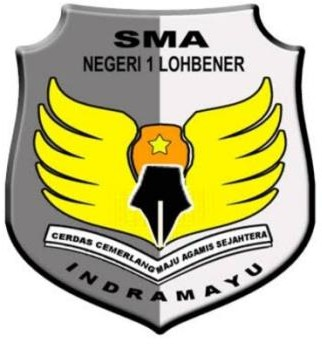 SMA
NEGERI 1 LOHBENER
CERDAS CEMERLANG MAJU AGAMIS SEJAHTERA
INDRAMAYU